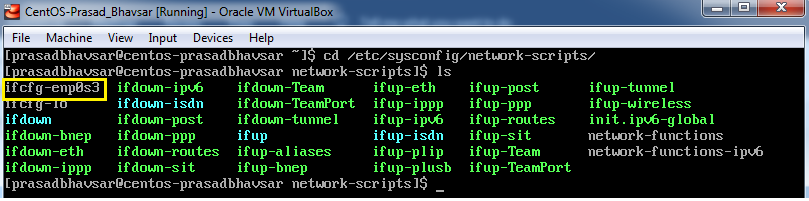 CentOS-Prasad_Bhavsar [Running] - Oracle VM VirtualBox
File Machine View Input Devices Help
[prasadbhavsar@centos-prasadbhavsar ~]$ cd /etc/sysconfig/network-scripts/
[prasadbhavsar@centos-prasadbhavsar network-scripts]$ ls
ifcfg-enp0s3 ifdown-ipv6 ifdown-Team ifup-eth ifup-post ifup-tunnel
ifcfg-lo ifdown-isdn ifdown-TeamPort ifup-ippp ifup-ppp ifup-wireless
ifdown ifdown-post ifdown-tunnel ifup-ipv6 ifup-routes init.ipv6-global
ifdown-bnep ifdown-ppp ifup ifup-isdn ifup-sit network-functions
ifdown-eth ifdown-routes ifup-aliases ifup-plip ifup-Team network-functions-ipv6
ifdown-ippp ifdown-sit ifup-bnep ifup-plusb ifup-TeamPort
[prasadbhavsar@centos-prasadbhavsar network-scripts]$ _